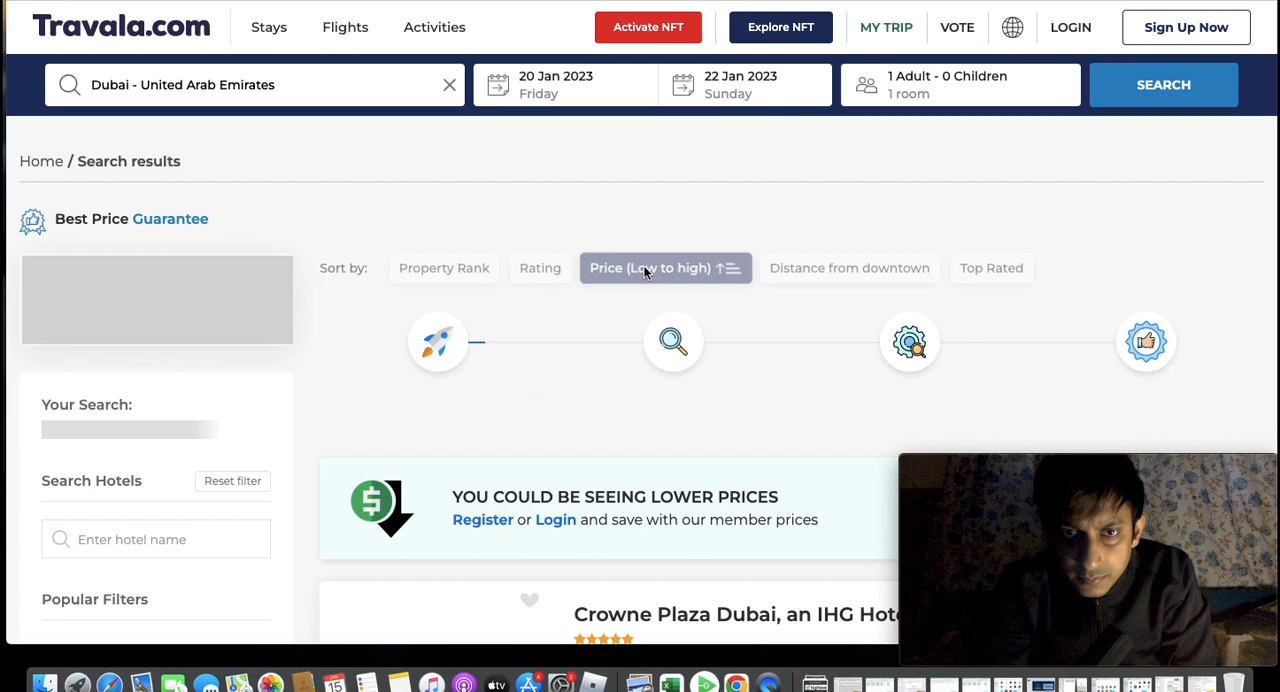 Travala.com
Stays
Flights
Activities
Activate NFT
Explore NFT
MY TRIP
VOTE
LOGIN
Sign Up Now
Dubai - United Arab Emirates
20 Jan 2023
Friday
22 Jan 2023
Sunday
1 Adult - 0 Children
1 room
SEARCH
Home / Search results
Best Price Guarantee
Sort by:
Property Rank
Rating
Price (Low to high)
Distance from downtown
Top Rated
Your Search:
Search Hotels
Reset filter
Enter hotel name
Popular Filters
YOU COULD BE SEEING LOWER PRICES
Register or Login and save with our member prices
Crowne Plaza Dubai, an IHG
15
tv